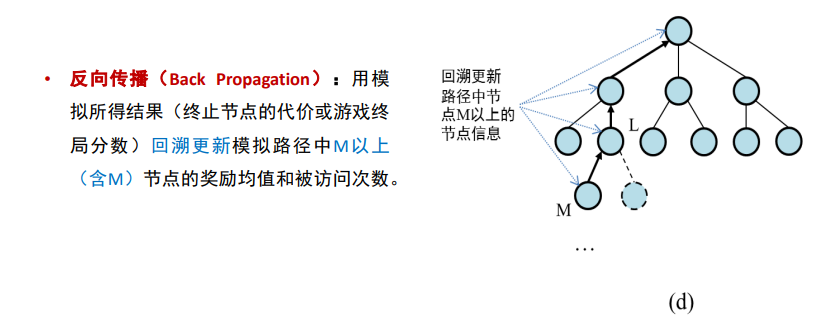 • 反向传播（Back Propagation）：用模
拟所得结果（终止节点的代价或游戏终
局分数）回溯更新模拟路径中M以上
（含M）节点的奖励均值和被访问次数。
回溯更新
路径中节
点M以上的
节点信息
L
M
…
(d)